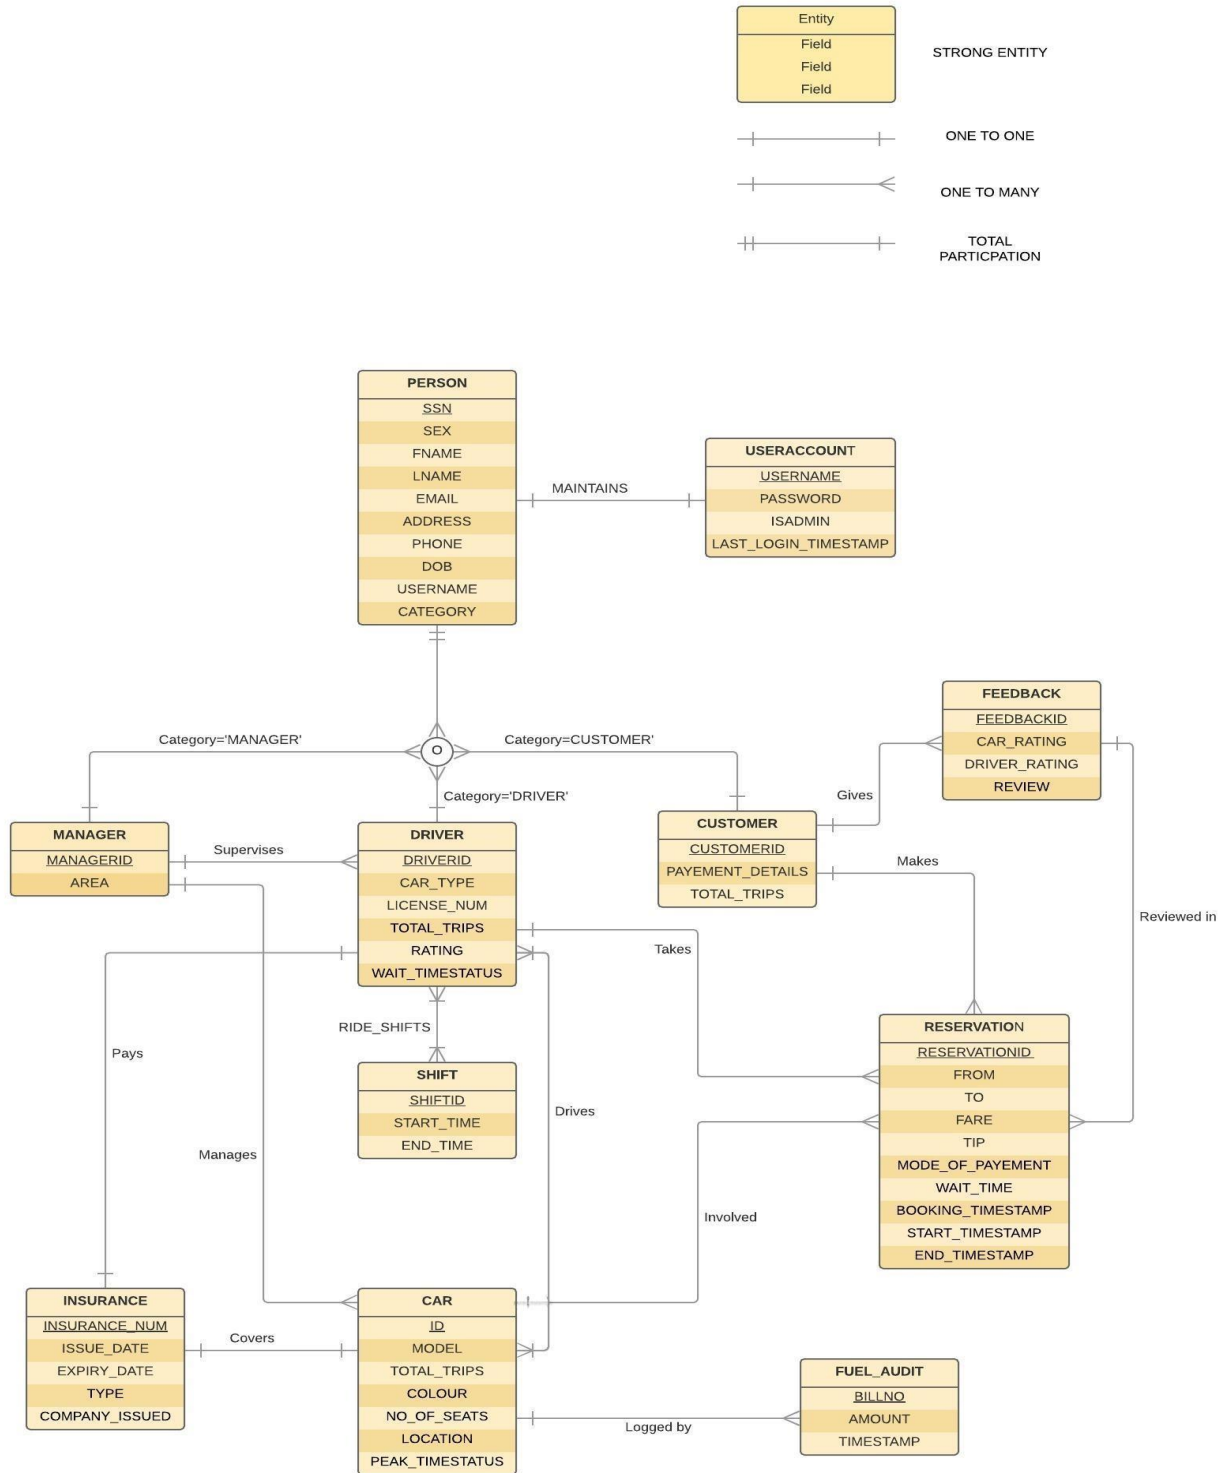 Entity
Field
Field
Field
STRONG ENTITY
ONE TO ONE
ONE TO MANY
TOTAL
PARTICPATION
PERSON
SSN
SEX
FNAME
LNAME
EMAIL
ADDRESS
PHONE
DOB
USERNAME
CATEGORY
MAINTAINS
USERACCOUNT
USERNAME
PASSWORD
ISADMIN
LAST_LOGIN_TIMESTAMP
O
Category='MANAGER'
Category=CUSTOMER'
Category='DRIVER'
FEEDBACK
FEEDBACKID
CAR_RATING
DRIVER_RATING
REVIEW
Gives
MANAGER
MANAGERID
AREA
Supervises
DRIVER
DRIVERID
CAR_TYPE
LICENSE_NUM
TOTAL_TRIPS
RATING
WAIT_TIMESTATUS
CUSTOMER
CUSTOMERID
PAYEMENT_DETAILS
TOTAL_TRIPS
Makes
Reviewed in
Takes
RIDE_SHIFTS
Pays
SHIFT
SHIFTID
START_TIME
END_TIME
Drives
Manages
RESERVATION
RESERVATIONID
FROM
TO
FARE
TIP
MODE_OF_PAYEMENT
WAIT_TIME
BOOKING_TIMESTAMP
START_TIMESTAMP
END_TIMESTAMP
Involved
INSURANCE
INSURANCE_NUM
ISSUE_DATE
EXPIRY_DATE
TYPE
COMPANY_ISSUED
Covers
CAR
ID
MODEL
TOTAL_TRIPS
COLOUR
NO_OF_SEATS
LOCATION
PEAK_TIMESTATUS
Logged by
FUEL_AUDIT
BILLNO
AMOUNT
TIMESTAMP